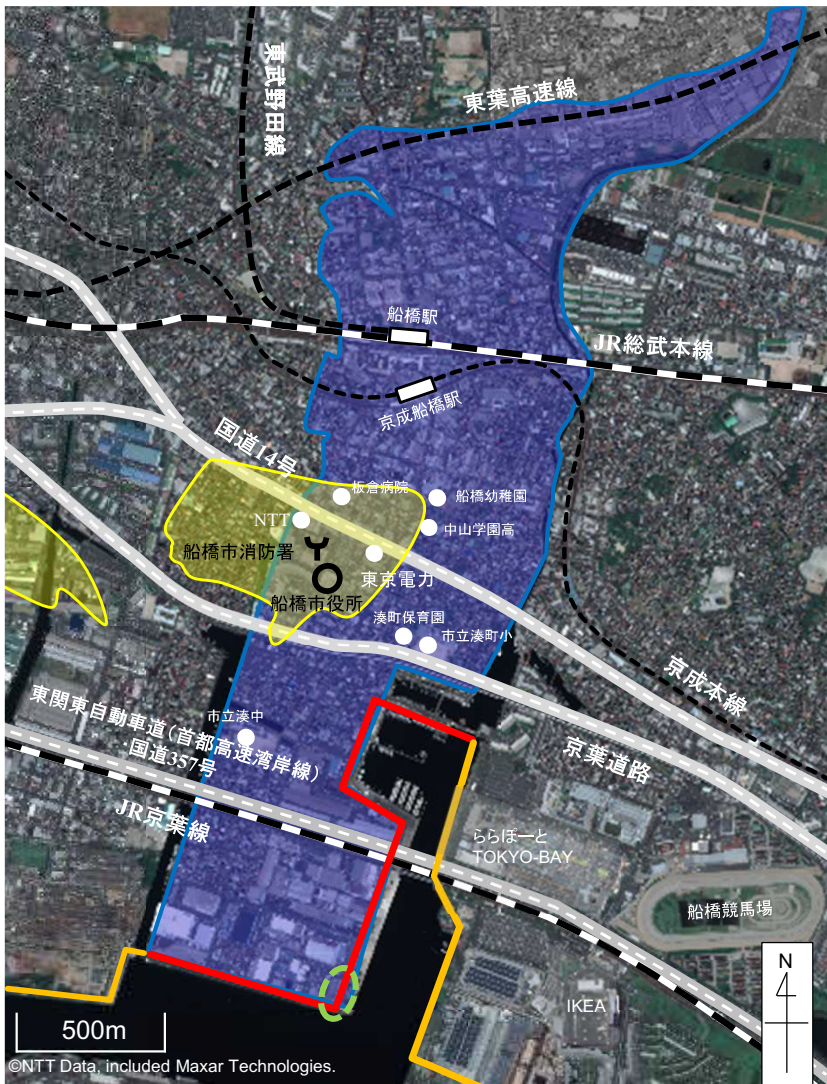 東武野田線
東葉高速線
船橋駅
JR総武本線
京成船橋駅
国道14号
板倉病院
船橋幼稚園
NTT
中山学園高
船橋市消防署
東京電力
船橋市役所
湊町保育園
市立湊町小
京成本線
市立湊中
東関東自動車道(首都高速湾岸線)
・国道357号
京葉道路
JR京葉線
ららぽーと
TOKYO-BAY
船橋競馬場
N
IKEA
500m
©NTT Data, included Maxar Technologies.